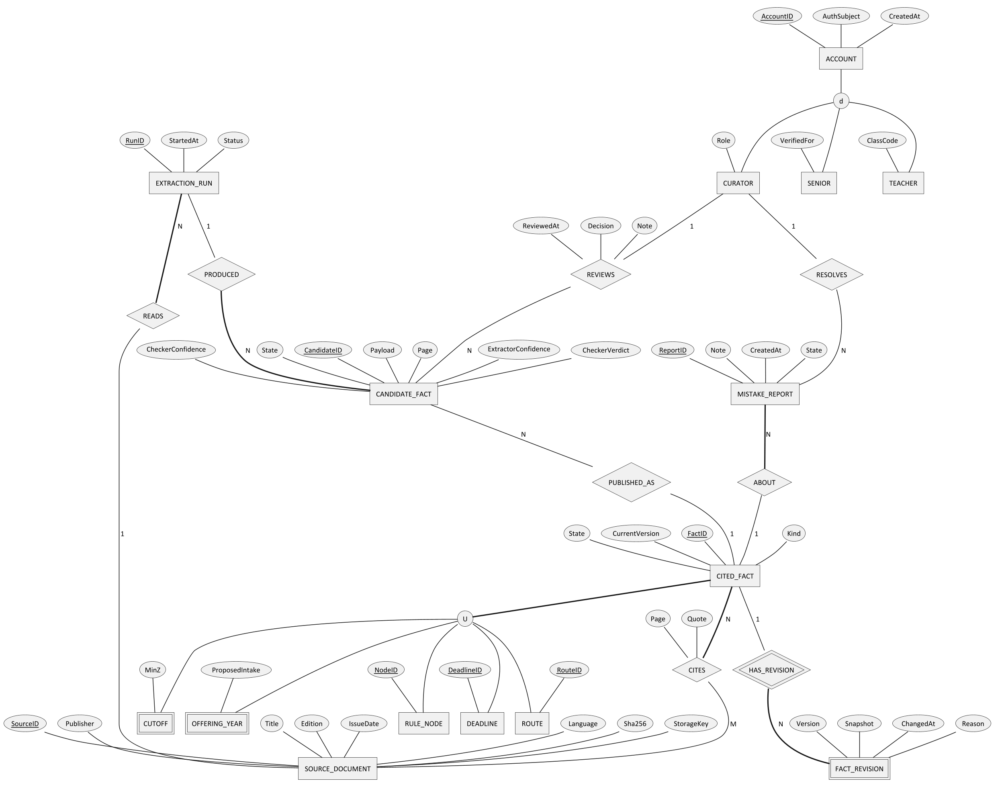 AccountID AuthSubject CreatedAt
ACCOUNT
d
RunID StartedAt Status
Role VerifiedFor ClassCode
EXTRACTION_RUN CURATOR SENIOR TEACHER
N 1 ReviewedAt Decision Note 1 1
PRODUCED REVIEWS RESOLVES
READS
CheckerConfidence N State CandidateID Payload Page N ExtractorConfidence CheckerVerdict ReportID Note CreatedAt State N
CANDIDATE_FACT MISTAKE_REPORT
N N
PUBLISHED_AS ABOUT
1 State CurrentVersion FactID 1 1 Kind
CITED_FACT
U Page Quote N 1
MinZ ProposedIntake NodeID DeadlineID RouteID CITES HAS_REVISION
CUTOFF OFFERING_YEAR RULE_NODE DEADLINE ROUTE
SourceID Publisher Title Edition IssueDate Language Sha256 StorageKey M N Version Snapshot ChangedAt Reason
SOURCE_DOCUMENT FACT_REVISION